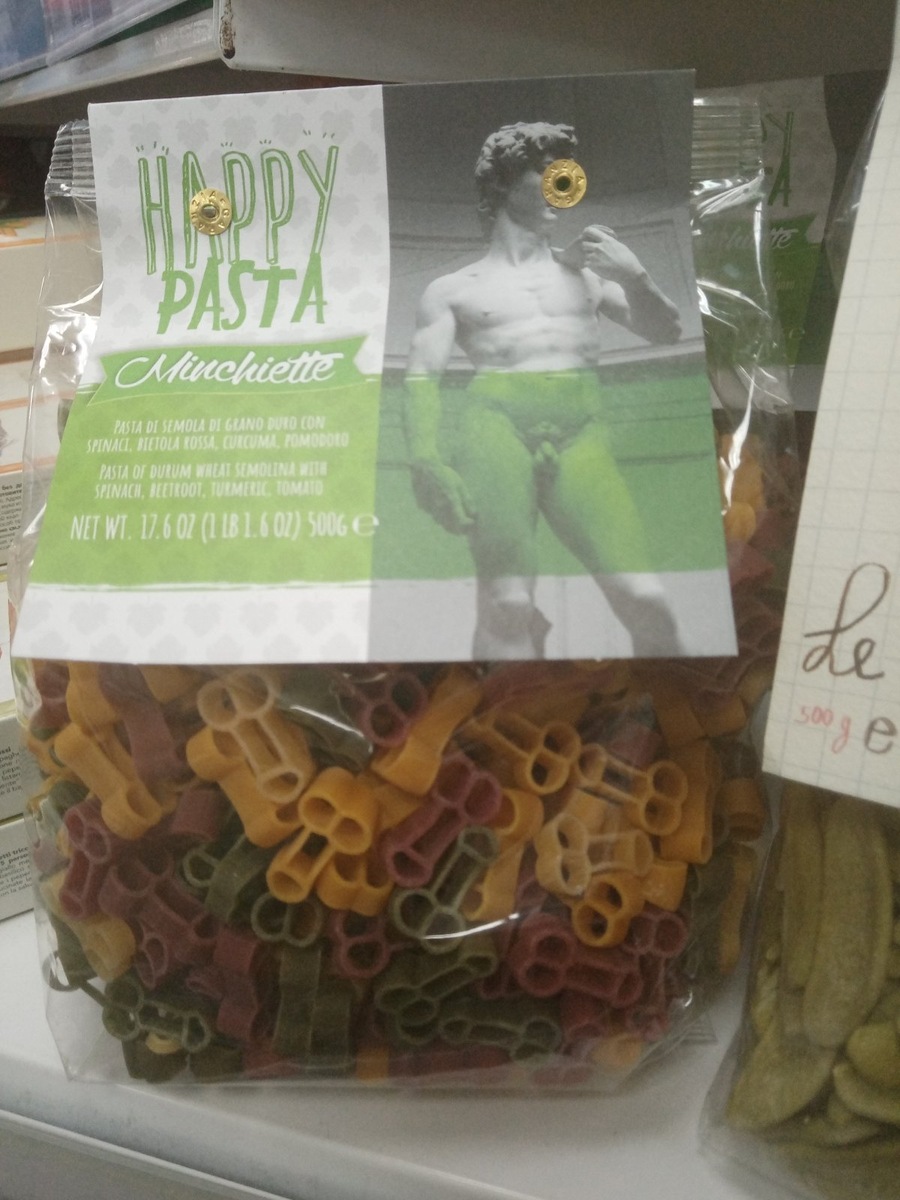 HAPPY
PASTA
Minchiette
PASTA DI SEMOLA DI GRANO DURO CON
SPINACI, BIETOLA ROSSA, CURCUMA, POMODORO
PASTA OF DURUM WHEAT SEMOLINA WITH
SPINACH, BEETROOT, TURMERIC, TOMATO
NET WT. 17.6 OZ (1 LB 1.6 OZ) 500G e
Le
500 g e